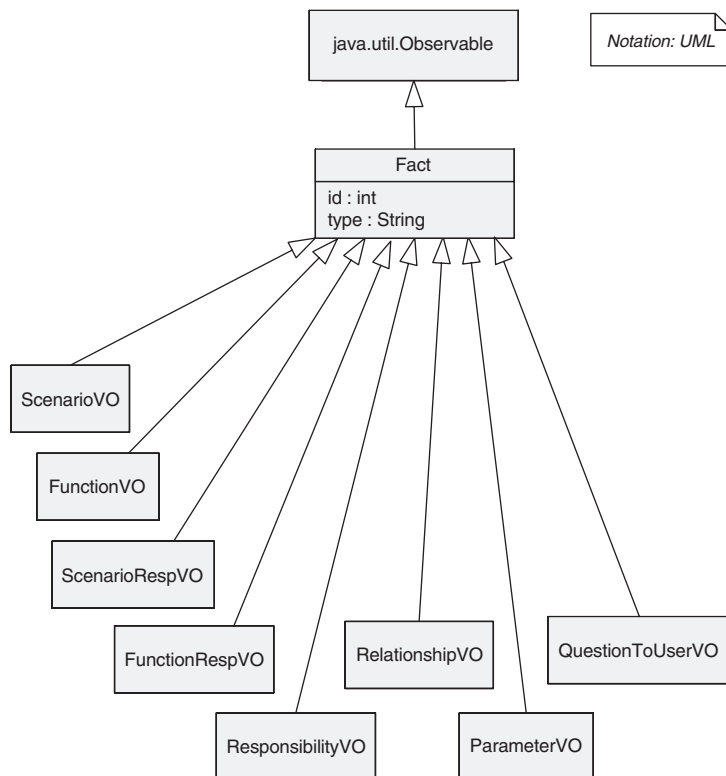 java.util.Observable
Notation: UML
Fact
id : int
type : String
ScenarioVO
FunctionVO
ScenarioRespVO
FunctionRespVO
RelationshipVO
QuestionToUserVO
ResponsibilityVO
ParameterVO